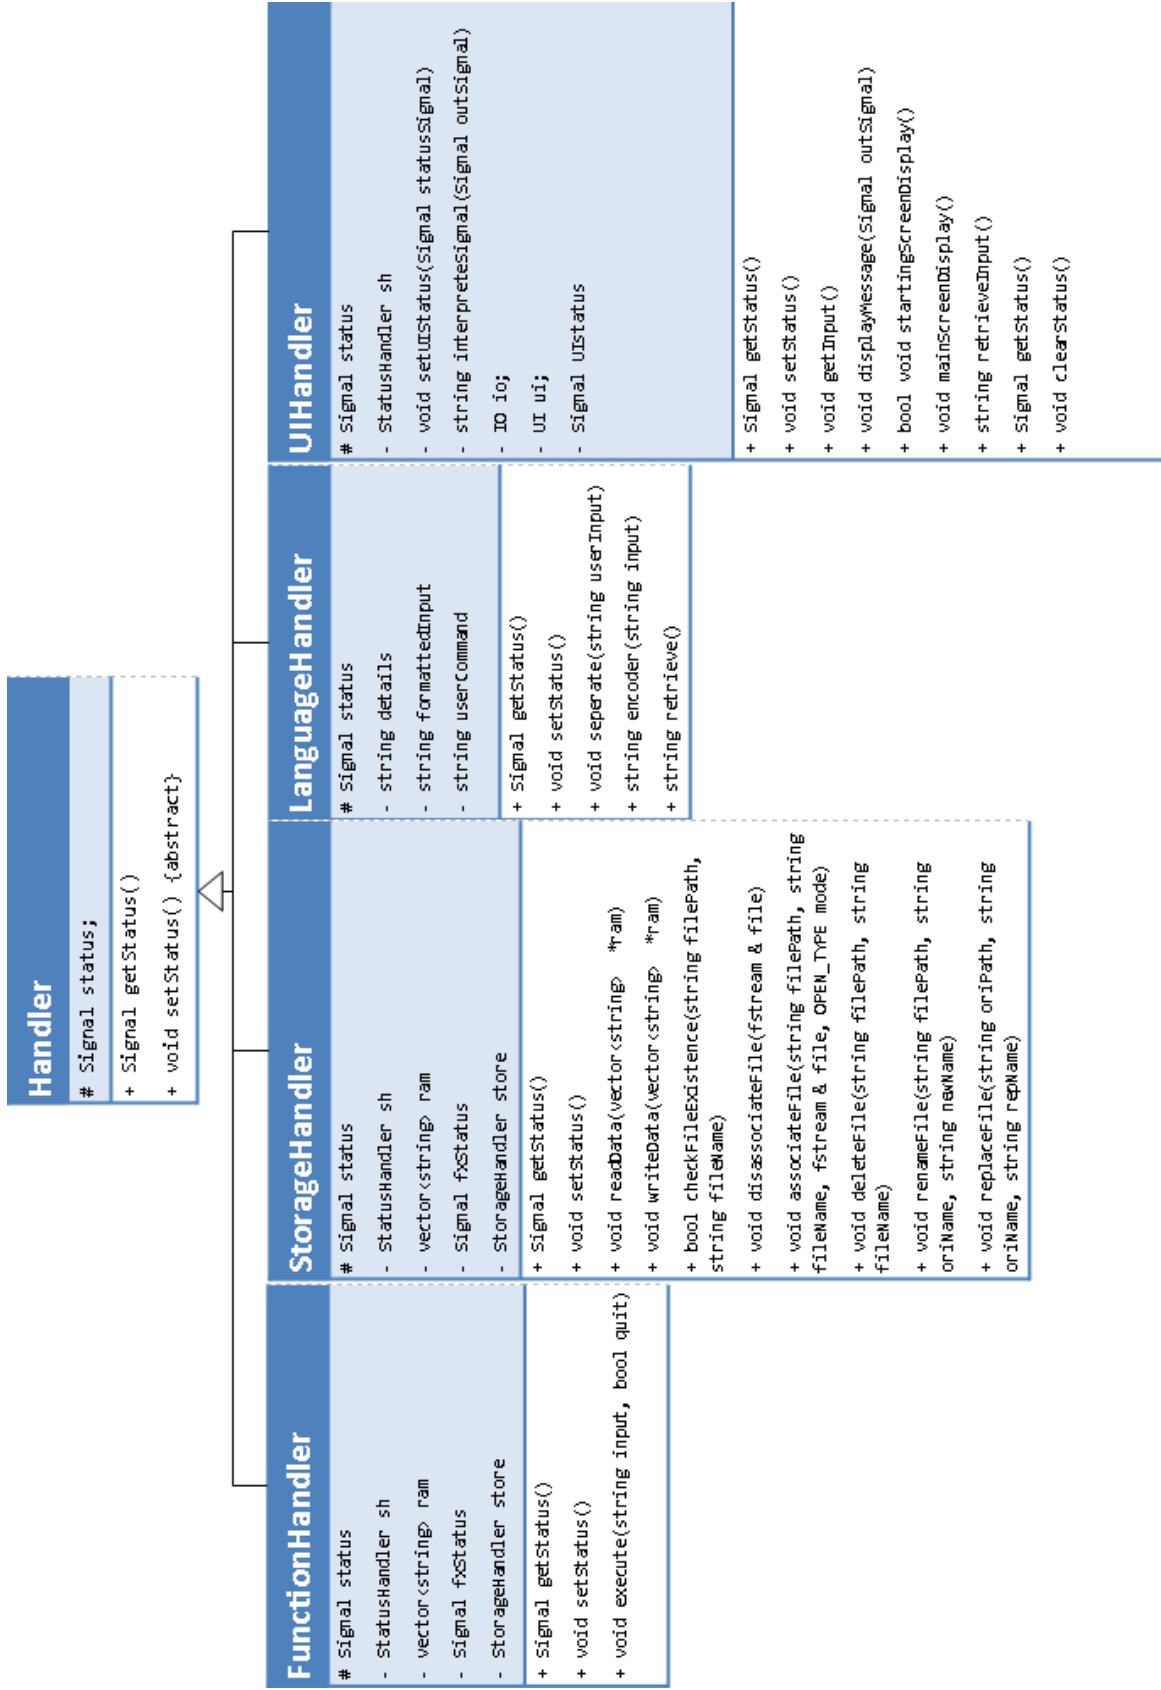 Handler
# Signal status;
+ Signal getStatus()
+ void setStatus() {abstract}
FunctionHandler
# Signal status
- StatusHandler sh
- vector<string> ram
- Signal fxStatus
- StorageHandler store
+ Signal getStatus()
+ void setStatus()
+ void execute(string input, bool quit)
StorageHandler
# Signal status
- StatusHandler sh
- vector<string> ram
- Signal fxStatus
- StorageHandler store
+ Signal getStatus()
+ void setStatus()
+ void readData(vector<string> *ram)
+ void writeData(vector<string> *ram)
+ bool checkFileExistence(string filePath,
string fileName)
+ void disassociateFile(fstream & file)
+ void associateFile(string filePath, string
fileName, fstream & file, OPEN_TYPE mode)
+ void deleteFile(string filePath, string
fileName)
+ void renameFile(string filePath, string
oriName, string newName)
+ void replaceFile(string oriPath, string
oriName, string repName)
LanguageHandler
# Signal status
- string details
- string formattedInput
- string userCommand
+ Signal getStatus()
+ void setStatus()
+ void seperate(string userInput)
+ string encoder(string input)
+ string retrieve()
UIHandler
# Signal status
- StatusHandler sh
- void setUIStatus(Signal statusSignal)
- string interpreteSignal(Signal outSignal)
- IO io;
- UI ui;
- Signal UIstatus
+ Signal getStatus()
+ void setStatus()
+ void getInput()
+ void displayMessage(Signal outSignal)
+ bool void startingScreenDisplay()
+ void mainScreenDisplay()
+ string retrieveInput()
+ Signal getStatus()
+ void clearStatus()